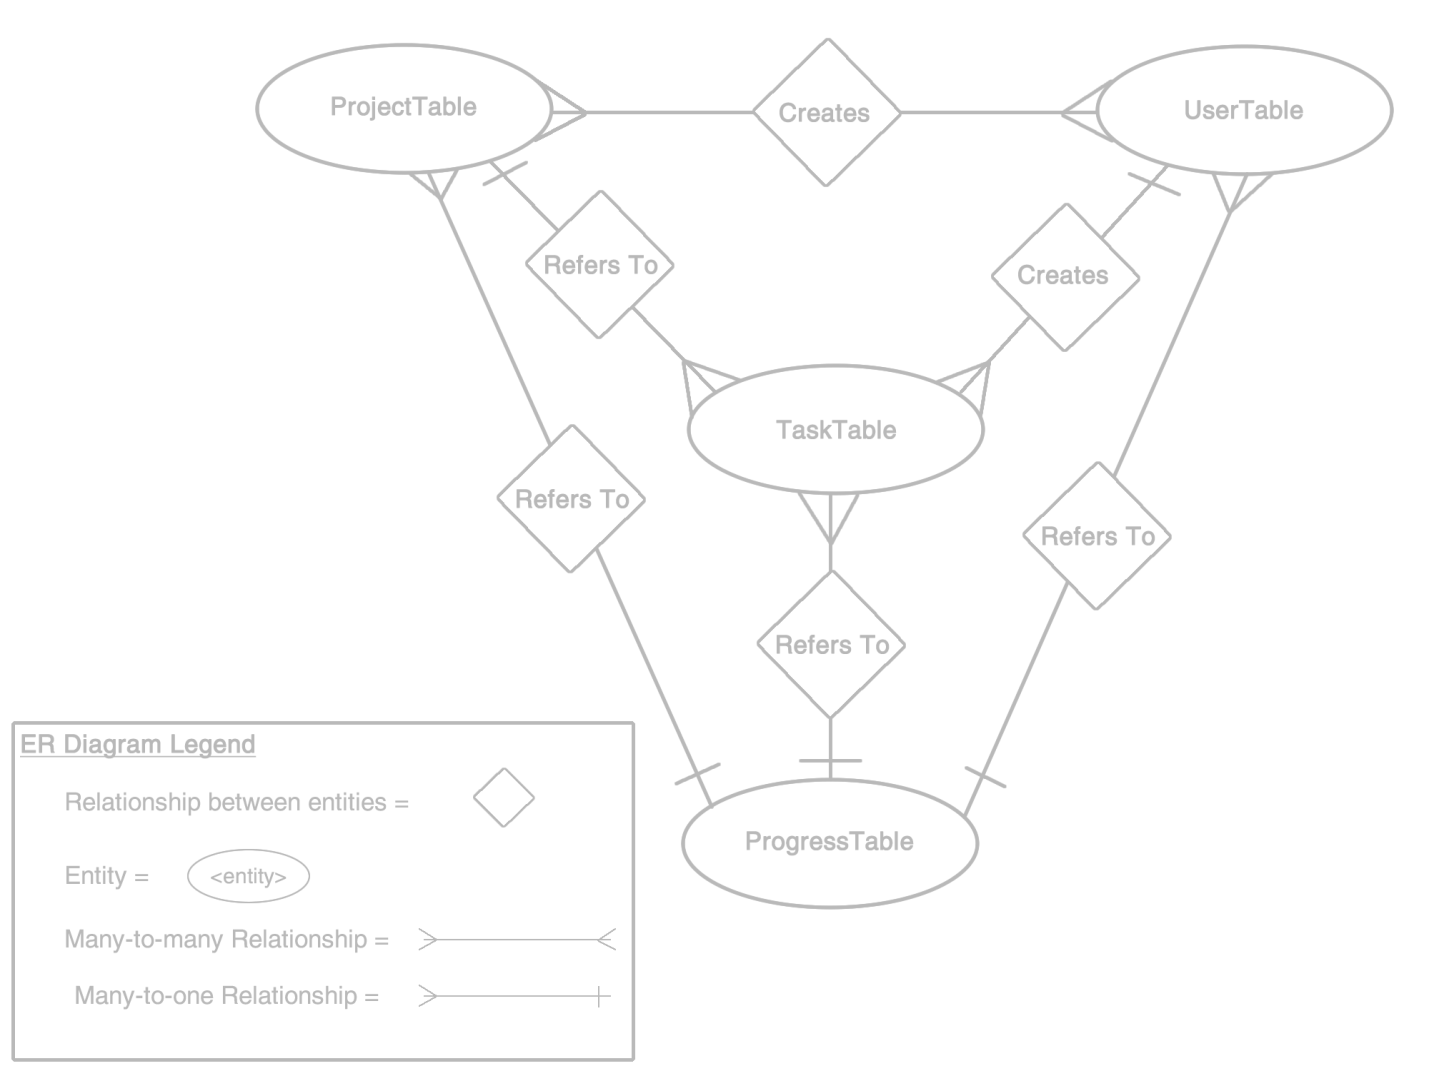 ProjectTable
Creates
UserTable
Refers To
Creates
TaskTable
Refers To
Refers To
Refers To
ProgressTable
ER Diagram Legend
Relationship between entities =
Entity =
<entity>
Many-to-many Relationship =
Many-to-one Relationship =